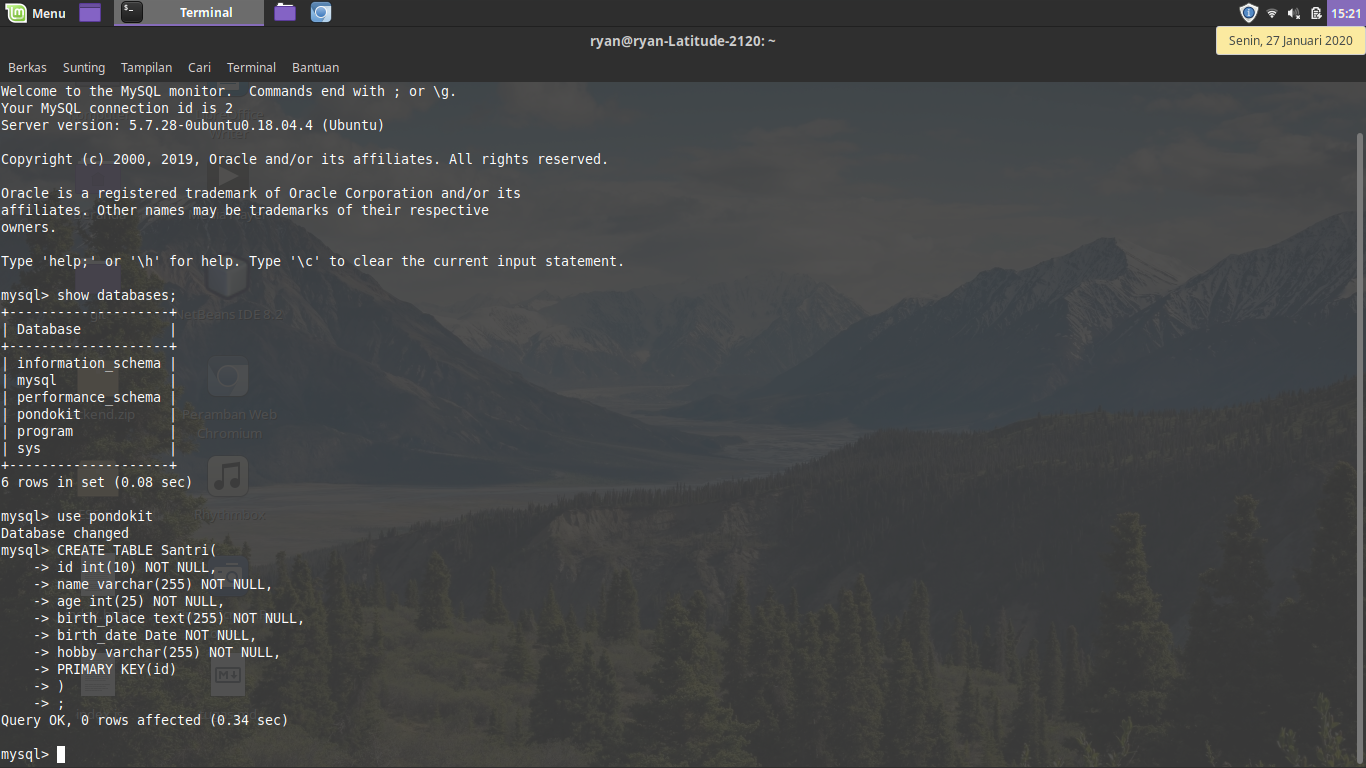 Menu
Terminal
15:21
ryan@ryan-Latitude-2120: ~
Senin, 27 Januari 2020
Berkas Sunting Tampilan Cari Terminal Bantuan
Welcome to the MySQL monitor.  Commands end with ; or \g.
Your MySQL connection id is 2
Server version: 5.7.28-0ubuntu0.18.04.4 (Ubuntu)
Copyright (c) 2000, 2019, Oracle and/or its affiliates. All rights reserved.
Oracle is a registered trademark of Oracle Corporation and/or its
affiliates. Other names may be trademarks of their respective
owners.
Type 'help;' or '\h' for help. Type '\c' to clear the current input statement.
mysql> show databases;
+--------------------+
| Database           |
+--------------------+
| information_schema |
| mysql              |
| performance_schema |
| pondokit           |
| program            |
| sys                |
+--------------------+
6 rows in set (0.08 sec)
mysql> use pondokit
Database changed
mysql> CREATE TABLE Santri(
    -> id int(10) NOT NULL,
    -> name varchar(255) NOT NULL,
    -> age int(25) NOT NULL,
    -> birth_place text(255) NOT NULL,
    -> birth_date Date NOT NULL,
    -> hobby varchar(255) NOT NULL,
    -> PRIMARY KEY(id)
    -> )
    -> ;
Query OK, 0 rows affected (0.34 sec)
mysql>
NetBeans IDE 8.2
Peramban Web
Chromium
Rhythmbox